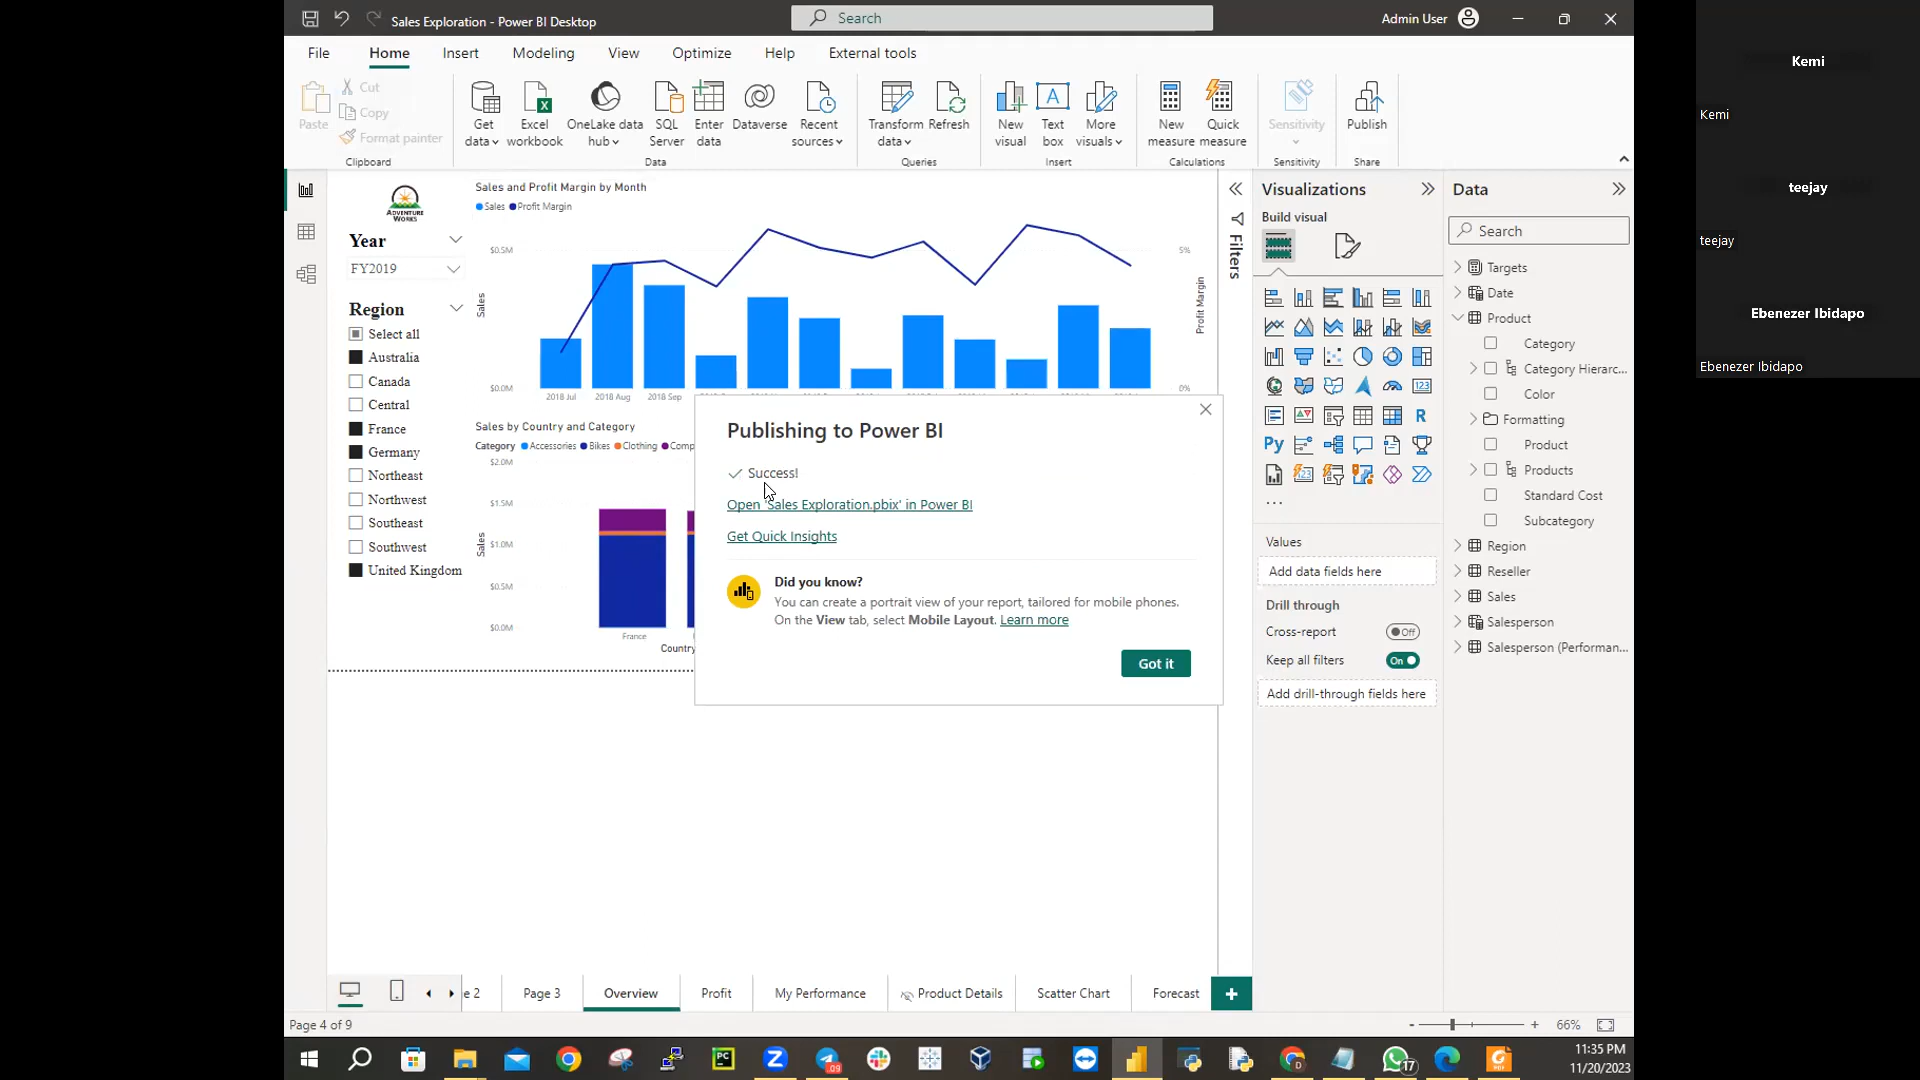 Sales Exploration - Power BI Desktop
Search
Admin User
File
Home
Insert
Modeling
View
Optimize
Help
External tools
Paste
Cut
Copy
Format painter
Clipboard
Get data
Excel workbook
OneLake data hub
SQL Server
Enter data
Dataverse
Recent sources
Data
Transform data
Refresh
Queries
New visual
Text box
More visuals
Insert
New measure
Quick measure
Calculations
Sensitivity
Sensitivity
Publish
Share
ADVENTURE WORKS
Year
FY2019
Region
Select all
Australia
Canada
Central
France
Germany
Northeast
Northwest
Southeast
Southwest
United Kingdom
Sales and Profit Margin by Month
Sales Profit Margin
$0.5M
$0.0M
Sales
5%
0%
Profit Margin
2018 Jul
2018 Aug
2018 Sep
Sales by Country and Category
Category Accessories Bikes Clothing Comp
$2.0M
$1.5M
$1.0M
$0.5M
$0.0M
Sales
France
Country
Publishing to Power BI
Success!
Open 'Sales Exploration.pbix' in Power BI
Get Quick Insights
Did you know?
You can create a portrait view of your report, tailored for mobile phones.
On the View tab, select Mobile Layout. Learn more
Got it
Filters
Visualizations
Build visual
R
Py
123
...
Values
Add data fields here
Drill through
Cross-report
Off
Keep all filters
On
Add drill-through fields here
Data
Search
Targets
Date
Product
Category
Category Hierarc...
Color
Formatting
Product
Products
Standard Cost
Subcategory
Region
Reseller
Sales
Salesperson
Salesperson (Performan...
e 2
Page 3
Overview
Profit
My Performance
Product Details
Scatter Chart
Forecast
+
Page 4 of 9
-
+
66%
PC
.09
17
11:35 PM
11/20/2023
Kemi
Kemi
teejay
teejay
Ebenezer Ibidapo
Ebenezer Ibidapo